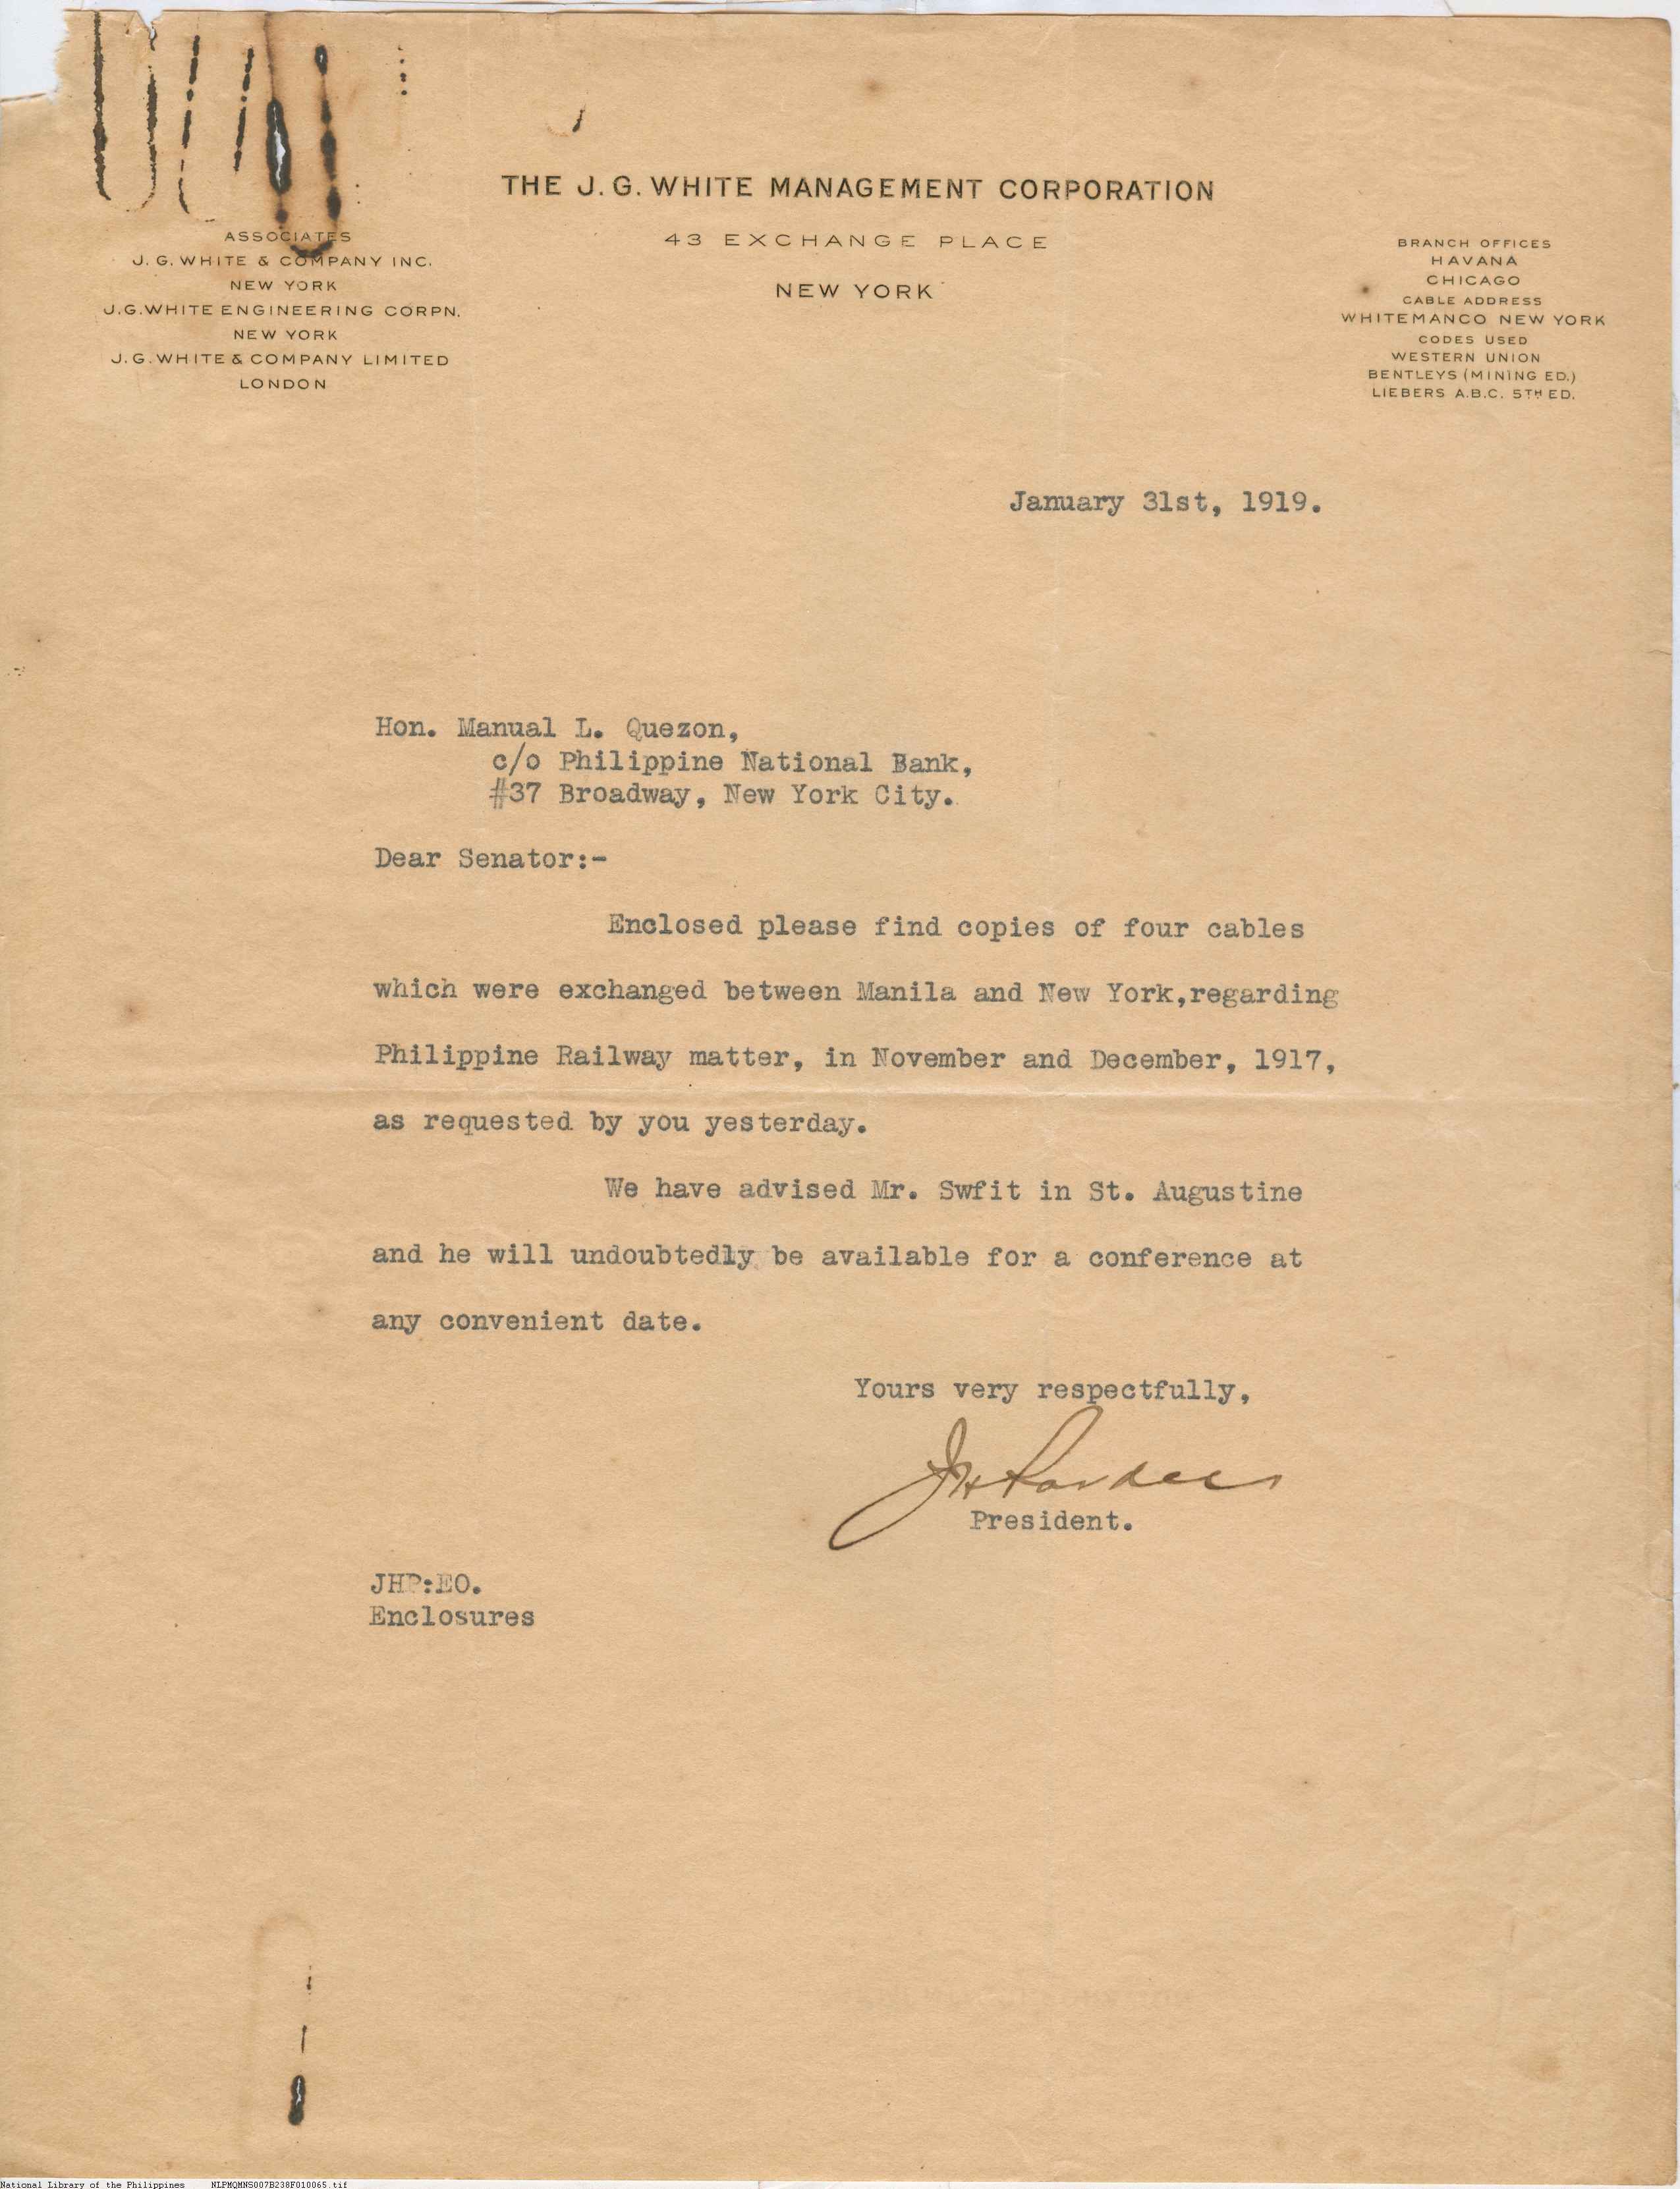 THE J. G. WHITE MANAGEMENT CORPORATION
43 EXCHANGE PLACE
NEW YORK
ASSOCIATES
J. G. WHITE & COMPANY INC.
NEW YORK
J.G.WHITE ENGINEERING CORPN.
NEW YORK
J.G.WHITE & COMPANY LIMITED
LONDON
BRANCH OFFICES
HAVANA
CHICAGO
CABLE ADDRESS
WHITEMANCO NEW YORK
CODES USED
WESTERN UNION
BENTLEYS (MINING ED.)
LIEBERS A.B.C. 5TH ED.
January 31st, 1919.
Hon. Manual L. Quezon,
c/o Philippine National Bank,
#37 Broadway, New York City.
Dear Senator:-
Enclosed please find copies of four cables
which were exchanged between Manila and New York,regarding
Philippine Railway matter, in November and December, 1917,
as requested by you yesterday.
We have advised Mr. Swfit in St. Augustine
and he will undoubtedly be available for a conference at
any convenient date.
Yours very respectfully,
President.
JHP:EO.
Enclosures
National Library of the Philippines NLPMQMNS007B238F010065.tif